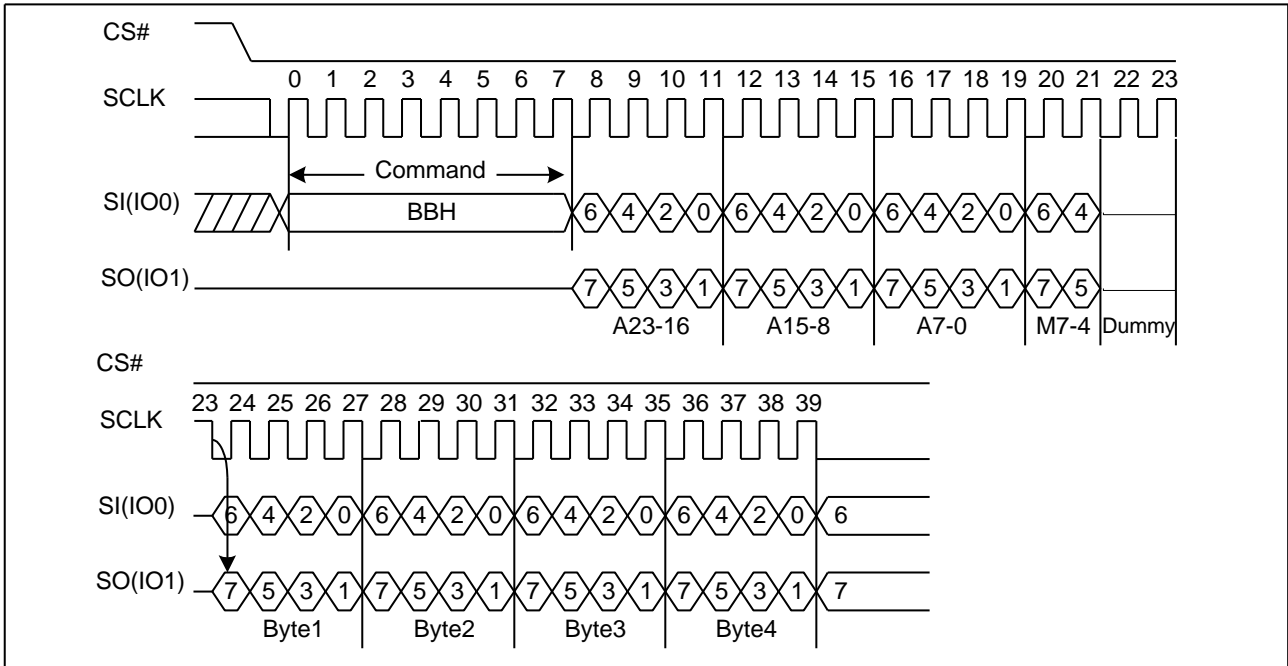 CS#
0 1 2 3 4 5 6 7 8 9 10 11 12 13 14 15 16 17 18 19 20 21 22 23
SCLK
Command
SI(IO0) BBH 6 4 2 0 6 4 2 0 6 4 2 0 6 4
SO(IO1) 7 5 3 1 7 5 3 1 7 5 3 1 7 5
A23-16 A15-8 A7-0 M7-4 Dummy
CS#
23 24 25 26 27 28 29 30 31 32 33 34 35 36 37 38 39
SCLK
SI(IO0) 6 4 2 0 6 4 2 0 6 4 2 0 6 4 2 0 6
SO(IO1) 7 5 3 1 7 5 3 1 7 5 3 1 7 5 3 1 7
Byte1 Byte2 Byte3 Byte4